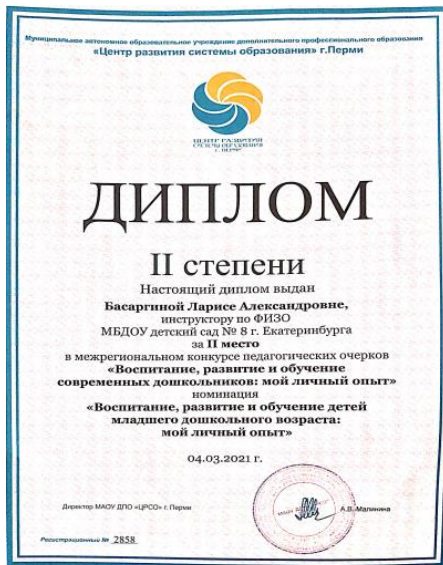 Муниципальное автономное образовательное учреждение дополнительного профессионального образования
«Центр развития системы образования» г.Перми
ЦЕНТР РАЗВИТИЯ
СИСТЕМЫ ОБРАЗОВАНИЯ
Г. ПЕРМИ
ДИПЛОМ
II степени
Настоящий диплом выдан
Басаргиной Ларисе Александровне,
инструктору по ФИЗО
МБДОУ детский сад № 8 г. Екатеринбурга
за II место
в межрегиональном конкурсе педагогических очерков
«Воспитание, развитие и обучение
современных дошкольников: мой личный опыт»
номинация
«Воспитание, развитие и обучение детей
младшего дошкольного возраста:
мой личный опыт»
04.03.2021 г.
Директор МАОУ ДПО «ЦРСО» г. Перми
А.В. Малинина
Регистрационный № 2858